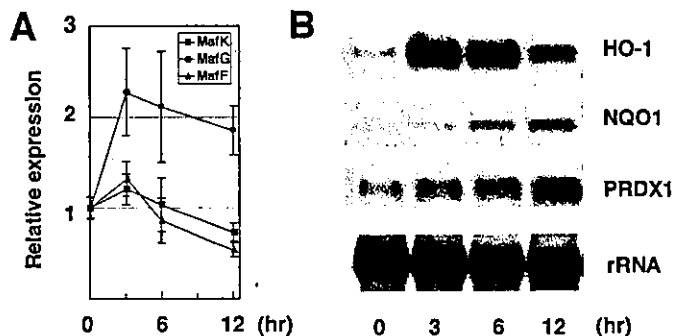 A
3
2
1
Relative expression
MafK
MafG
MafF
0 3 6 12 (hr)
B
HO-1
NQO1
PRDX1
rRNA
0 3 6 12 (hr)